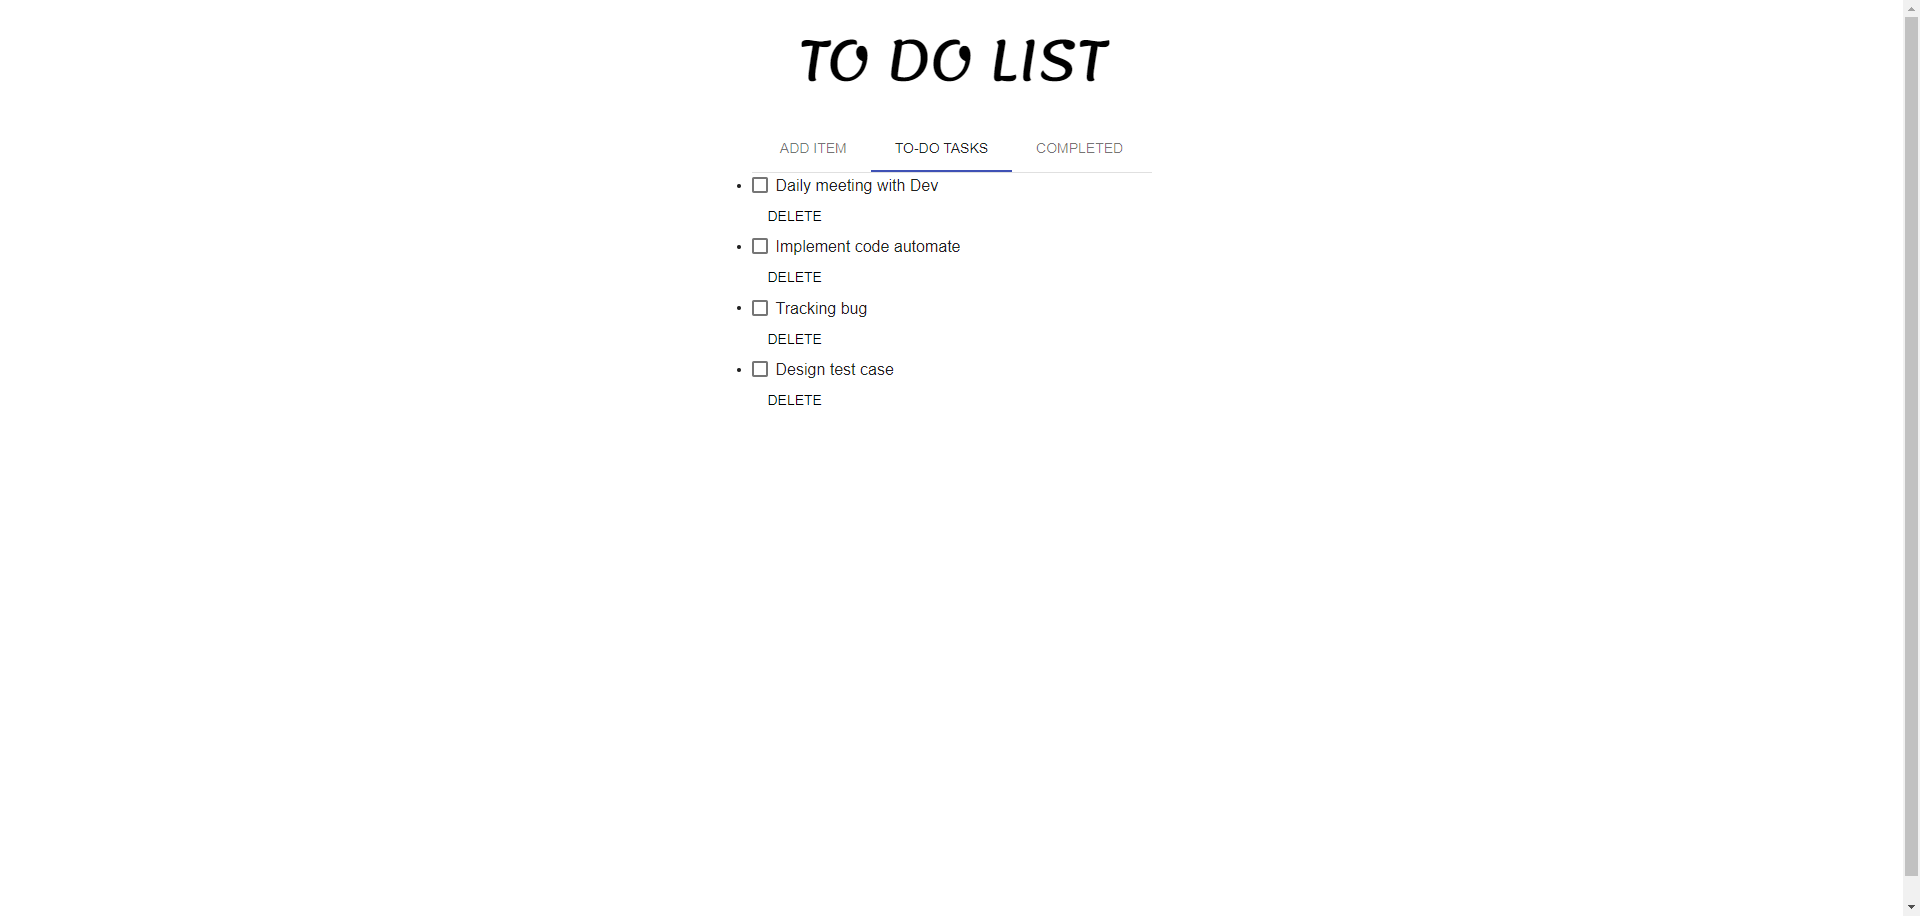 TO DO LIST
ADD ITEM TO-DO TASKS COMPLETED
Daily meeting with Dev
DELETE
Implement code automate
DELETE
Tracking bug
DELETE
Design test case
DELETE